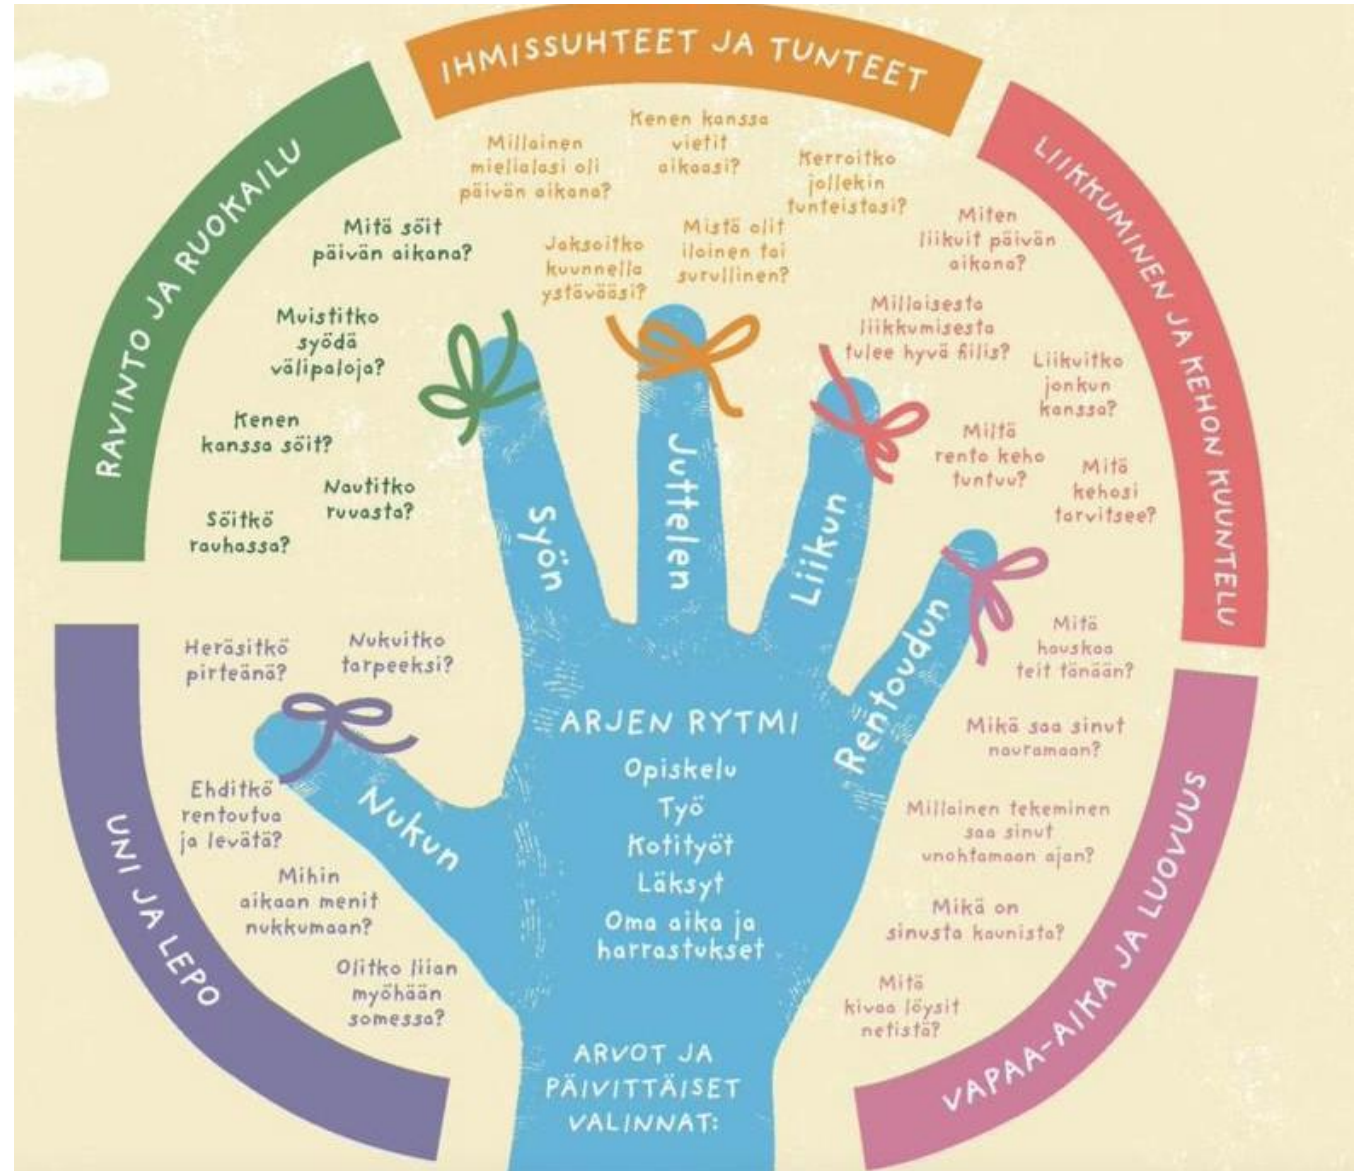 IHMISSUHTEET JA TUNTEET
Millainen
mielialasi oli
päivän aikana?
Kenen kanssa
vietit
aikaasi?
Kerroitko
jollekin
tunteistasi?
Jaksoitko
kuunnella
ystävääsi?
Mistä olit
iloinen tai
surullinen?
RAVINTO JA RUOKAILU
Mitä söit
päivän aikana?
Muistitko
syödä
välipaloja?
Kenen
kanssa söit?
Nautitko
ruuasta?
Söitkö
rauhassa?
LIIKKUMINEN JA KEHON KUUNTELU
Miten
liikuit päivän
aikana?
Millaisesta
liikkumisesta
tulee hyvä fiilis?
Liikuitko
jonkun
kanssa?
Miltä
rento keho
tuntuu?
Mitä
kehosi
tarvitsee?
UNI JA LEPO
Heräsitkö
pirteänä?
Nukuitko
tarpeeksi?
Ehditkö
rentoutua
ja levätä?
Mihin
aikaan menit
nukkumaan?
Olitko liian
myöhään
somessa?
Nukun
Syön
Juttelen
Liikun
Rentoudun
ARJEN RYTMI
Opiskelu
Työ
Kotityöt
Läksyt
Oma aika ja
harrastukset
ARVOT JA
PÄIVITTÄISET
VALINNAT:
VAPAA-AIKA JA LUOVUUS
Mitä
hauskaa
teit tänään?
Mikä saa sinut
nauramaan?
Millainen tekeminen
saa sinut
unohtamaan ajan?
Mikä on
sinusta kaunista?
Mitä
kivaa löysit
netistä?